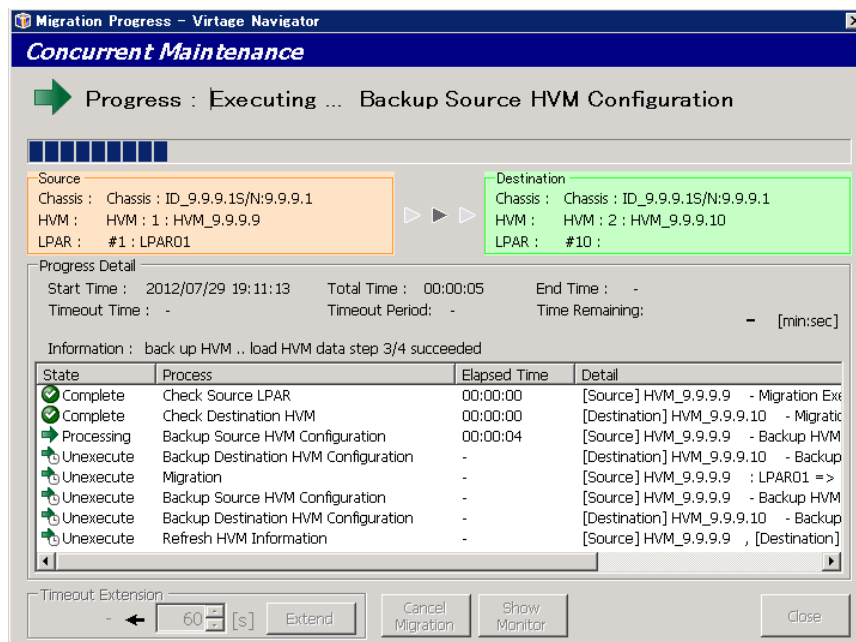 Migration Progress - Virtage Navigator
Concurrent Maintenance
Progress : Executing ... Backup Source HVM Configuration
Source
Chassis : Chassis : ID_9.9.9.1S/N:9.9.9.1
HVM : HVM : 1 : HVM_9.9.9.9
LPAR : #1 : LPAR01
Destination
Chassis : Chassis : ID_9.9.9.1S/N:9.9.9.1
HVM : HVM : 2 : HVM_9.9.9.10
LPAR : #10 :
Progress Detail
Start Time : 2012/07/29 19:11:13 Total Time : 00:00:05 End Time : -
Timeout Time : - Timeout Period: - Time Remaining: - [min:sec]
Information : back up HVM .. load HVM data step 3/4 succeeded
State Process Elapsed Time Detail
Complete Check Source LPAR 00:00:00 [Source] HVM_9.9.9.9 - Migration Exe
Complete Check Destination HVM 00:00:00 [Destination] HVM_9.9.9.10 - Migratic
Processing Backup Source HVM Configuration 00:00:04 [Source] HVM_9.9.9.9 - Backup HVM
Unexecute Backup Destination HVM Configuration - [Destination] HVM_9.9.9.10 - Backup
Unexecute Migration - [Source] HVM_9.9.9.9 : LPAR01 =>
Unexecute Backup Source HVM Configuration - [Source] HVM_9.9.9.9 - Backup HVM
Unexecute Backup Destination HVM Configuration - [Destination] HVM_9.9.9.10 - Backup
Unexecute Refresh HVM Information - [Source] HVM_9.9.9.9 , [Destination]
Timeout Extension
- 60 [s] Extend
Cancel Migration
Show Monitor
Close